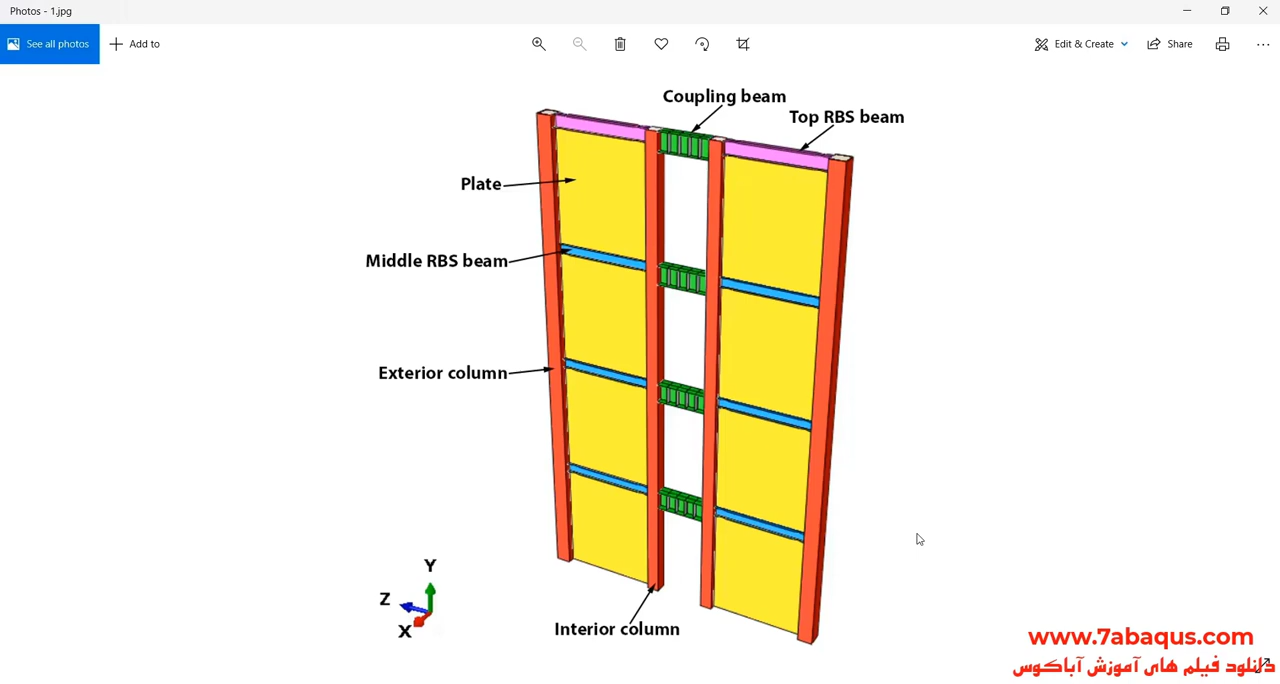 Photos - 1.jpg
See all photos
Add to
Edit & Create
Share
Coupling beam
Top RBS beam
Plate
Middle RBS beam
Exterior column
Y
Z
X
Interior column
www.7abaqus.com
دانلود فیلم های آموزش آباکوس